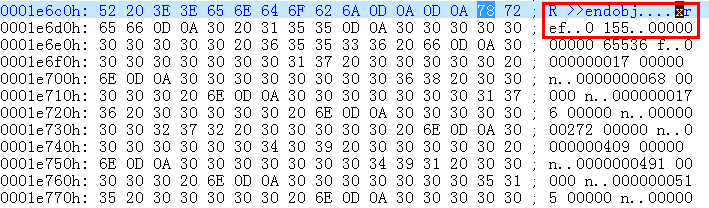 0001e6c0h: 52 20 3E 3E 65 6E 64 6F 62 6A 0D 0A 0D 0A 78 72 ; R >>endobj....xr
0001e6d0h: 65 66 0D 0A 30 20 31 35 35 0D 0A 30 30 30 30 30 ; ef..0 155..00000
0001e6e0h: 30 30 30 30 30 20 36 35 35 33 36 20 66 0D 0A 30 ; 00000 65536 f..0
0001e6f0h: 30 30 30 30 30 30 30 31 37 20 30 30 30 30 30 20 ; 000000017 00000
0001e700h: 6E 0D 0A 30 30 30 30 30 30 30 30 36 38 20 30 30 ; n..0000000068 00
0001e710h: 30 30 30 20 6E 0D 0A 30 30 30 30 30 30 30 31 37 ; 000 n..000000017
0001e720h: 36 20 30 30 30 30 30 20 6E 0D 0A 30 30 30 30 30 ; 6 00000 n..00000
0001e730h: 30 30 32 37 32 20 30 30 30 30 30 20 6E 0D 0A 30 ; 00272 00000 n..0
0001e740h: 30 30 30 30 30 30 34 30 39 20 30 30 30 30 30 20 ; 000000409 00000
0001e750h: 6E 0D 0A 30 30 30 30 30 30 30 34 39 31 20 30 30 ; n..0000000491 00
0001e760h: 30 30 30 20 6E 0D 0A 30 30 30 30 30 30 30 35 31 ; 000 n..000000051
0001e770h: 35 20 30 30 30 30 30 20 6E 0D 0A 30 30 30 30 30 ; 5 00000 n..00000